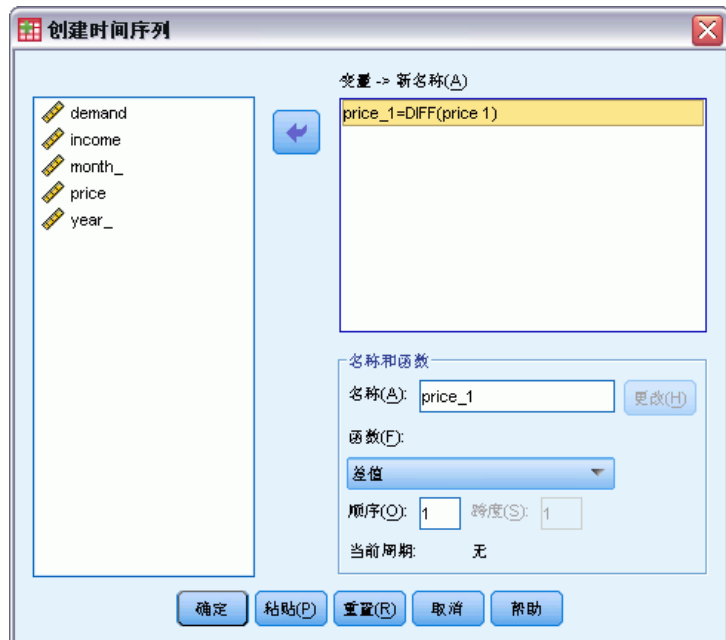 创建时间序列
变量 -> 新名称(A)
demand
income
month_
price
year_
price_1=DIFF(price 1)
名称和函数
名称(A):
price_1
更改(H)
函数(F):
差值
顺序(O):
1
跨度(S):
1
当前周期:
无
确定
粘贴(P)
重置(R)
取消
帮助